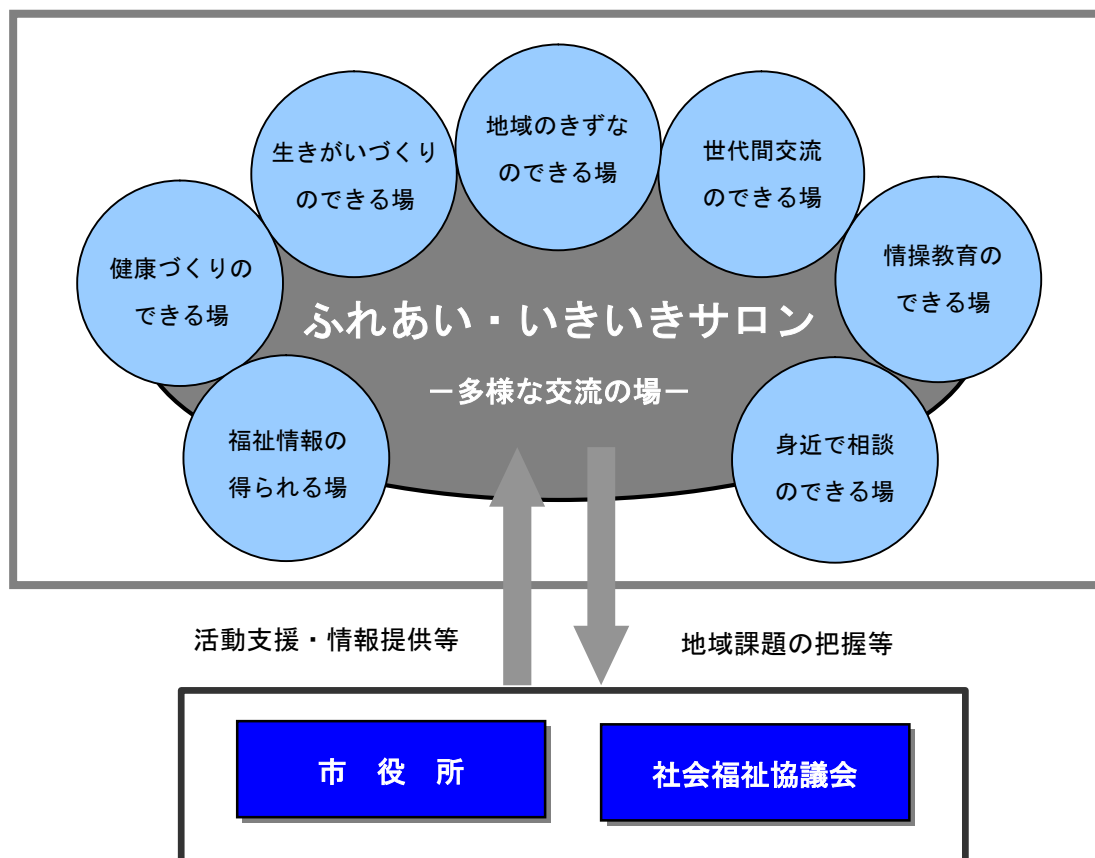 地域のきずな
のできる場
生きがいづくり
のできる場
世代間交流
のできる場
健康づくりの
できる場
情操教育の
できる場
ふれあい・いきいきサロン
－多様な交流の場－
福祉情報の
得られる場
身近で相談
のできる場
活動支援・情報提供等
地域課題の把握等
市　役　所
社会福祉協議会